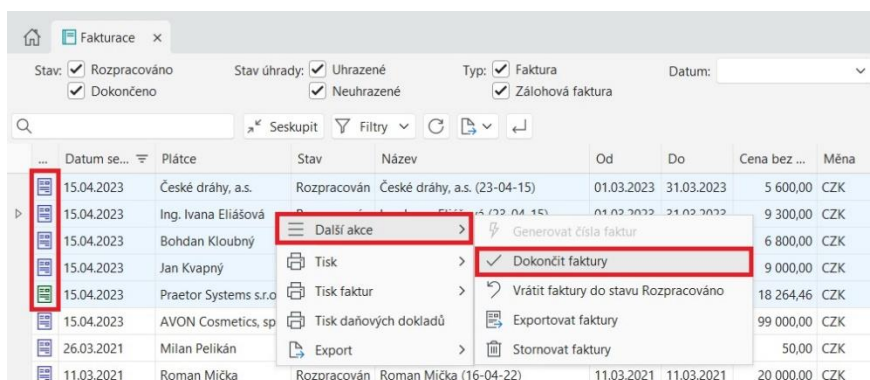 Fakturace ×
Stav: Rozpracováno Stav úhrady: Uhrazené Typ: Faktura Datum:
Dokončeno Neuhrazené Zálohová faktura
Seskupit Filtry
... Datum se... Plátce Stav Název Od Do Cena bez ... Měna
15.04.2023 České dráhy, a.s. Rozpracován České dráhy, a.s. (23-04-15) 01.03.2023 31.03.2023 5 600,00 CZK
15.04.2023 Ing. Ivana Eliášová 9 300,00 CZK
Další akce Generovat čísla faktur
15.04.2023 Bohdan Kloubný 6 800,00 CZK
Tisk Dokončit faktury
15.04.2023 Jan Kvapný 9 000,00 CZK
Tisk faktur Vrátit faktury do stavu Rozpracováno
15.04.2023 Praetor Systems s.r.o 18 264,46 CZK
Tisk daňových dokladů Exportovat faktury
15.04.2023 AVON Cosmetics, sp 99 000,00 CZK
Export Stornovat faktury
26.03.2021 Milan Pelikán 50,00 CZK
11.03.2021 Roman Mička Rozpracován Roman Mička (16-04-22) 11.03.2021 11.03.2021 20 000,00 CZK